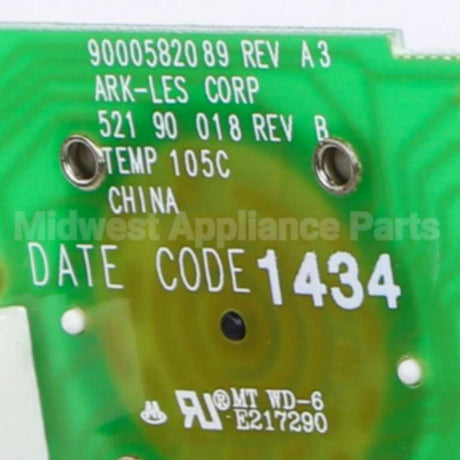 9000582089 REV A3
ARK-LES CORP
521 90 018 REV B
TEMP 105C
CHINA
Midwest Appliance Parts
DATE CODE 1434
RU® MT WD-6
E217290